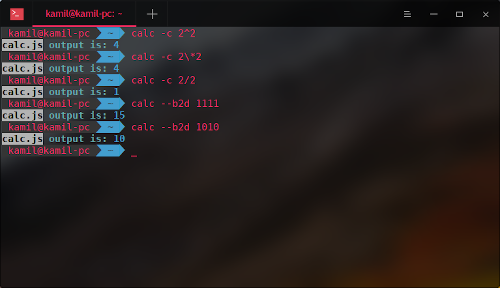 kamil@kamil-pc: ~
kamil@kamil-pc ~ calc -c 2^2
calc.js output is: 4
kamil@kamil-pc ~ calc -c 2\*2
calc.js output is: 4
kamil@kamil-pc ~ calc -c 2/2
calc.js output is: 1
kamil@kamil-pc ~ calc --b2d 1111
calc.js output is: 15
kamil@kamil-pc ~ calc --b2d 1010
calc.js output is: 10
kamil@kamil-pc ~ _